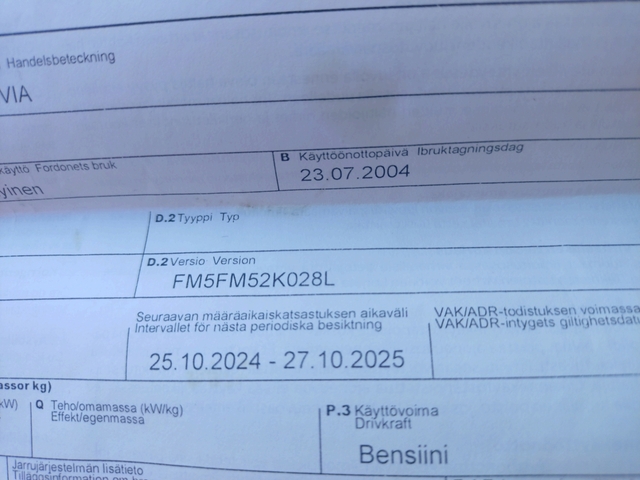 Handelsbeteckning
VIA
käyttö Fordonets bruk
B Käyttöönottopäivä Ibruktagningsdag
yinen
23.07.2004
D.2 Tyyppi Typ
D.2 Versio Version
FM5FM52K028L
Seuraavan määräaikaiskatsastuksen aikaväli
Intervallet för nästa periodiska besiktning
VAK/ADR-todistuksen voimassa
VAK/ADR-intygets giltighetsdat
25.10.2024 - 27.10.2025
assor kg)
kW)
Q Teho/omamassa (kW/kg)
Effekt/egenmassa
P.3 Käyttövoima
Drivkraft
Bensiini
Jarrujärjestelmän lisätieto